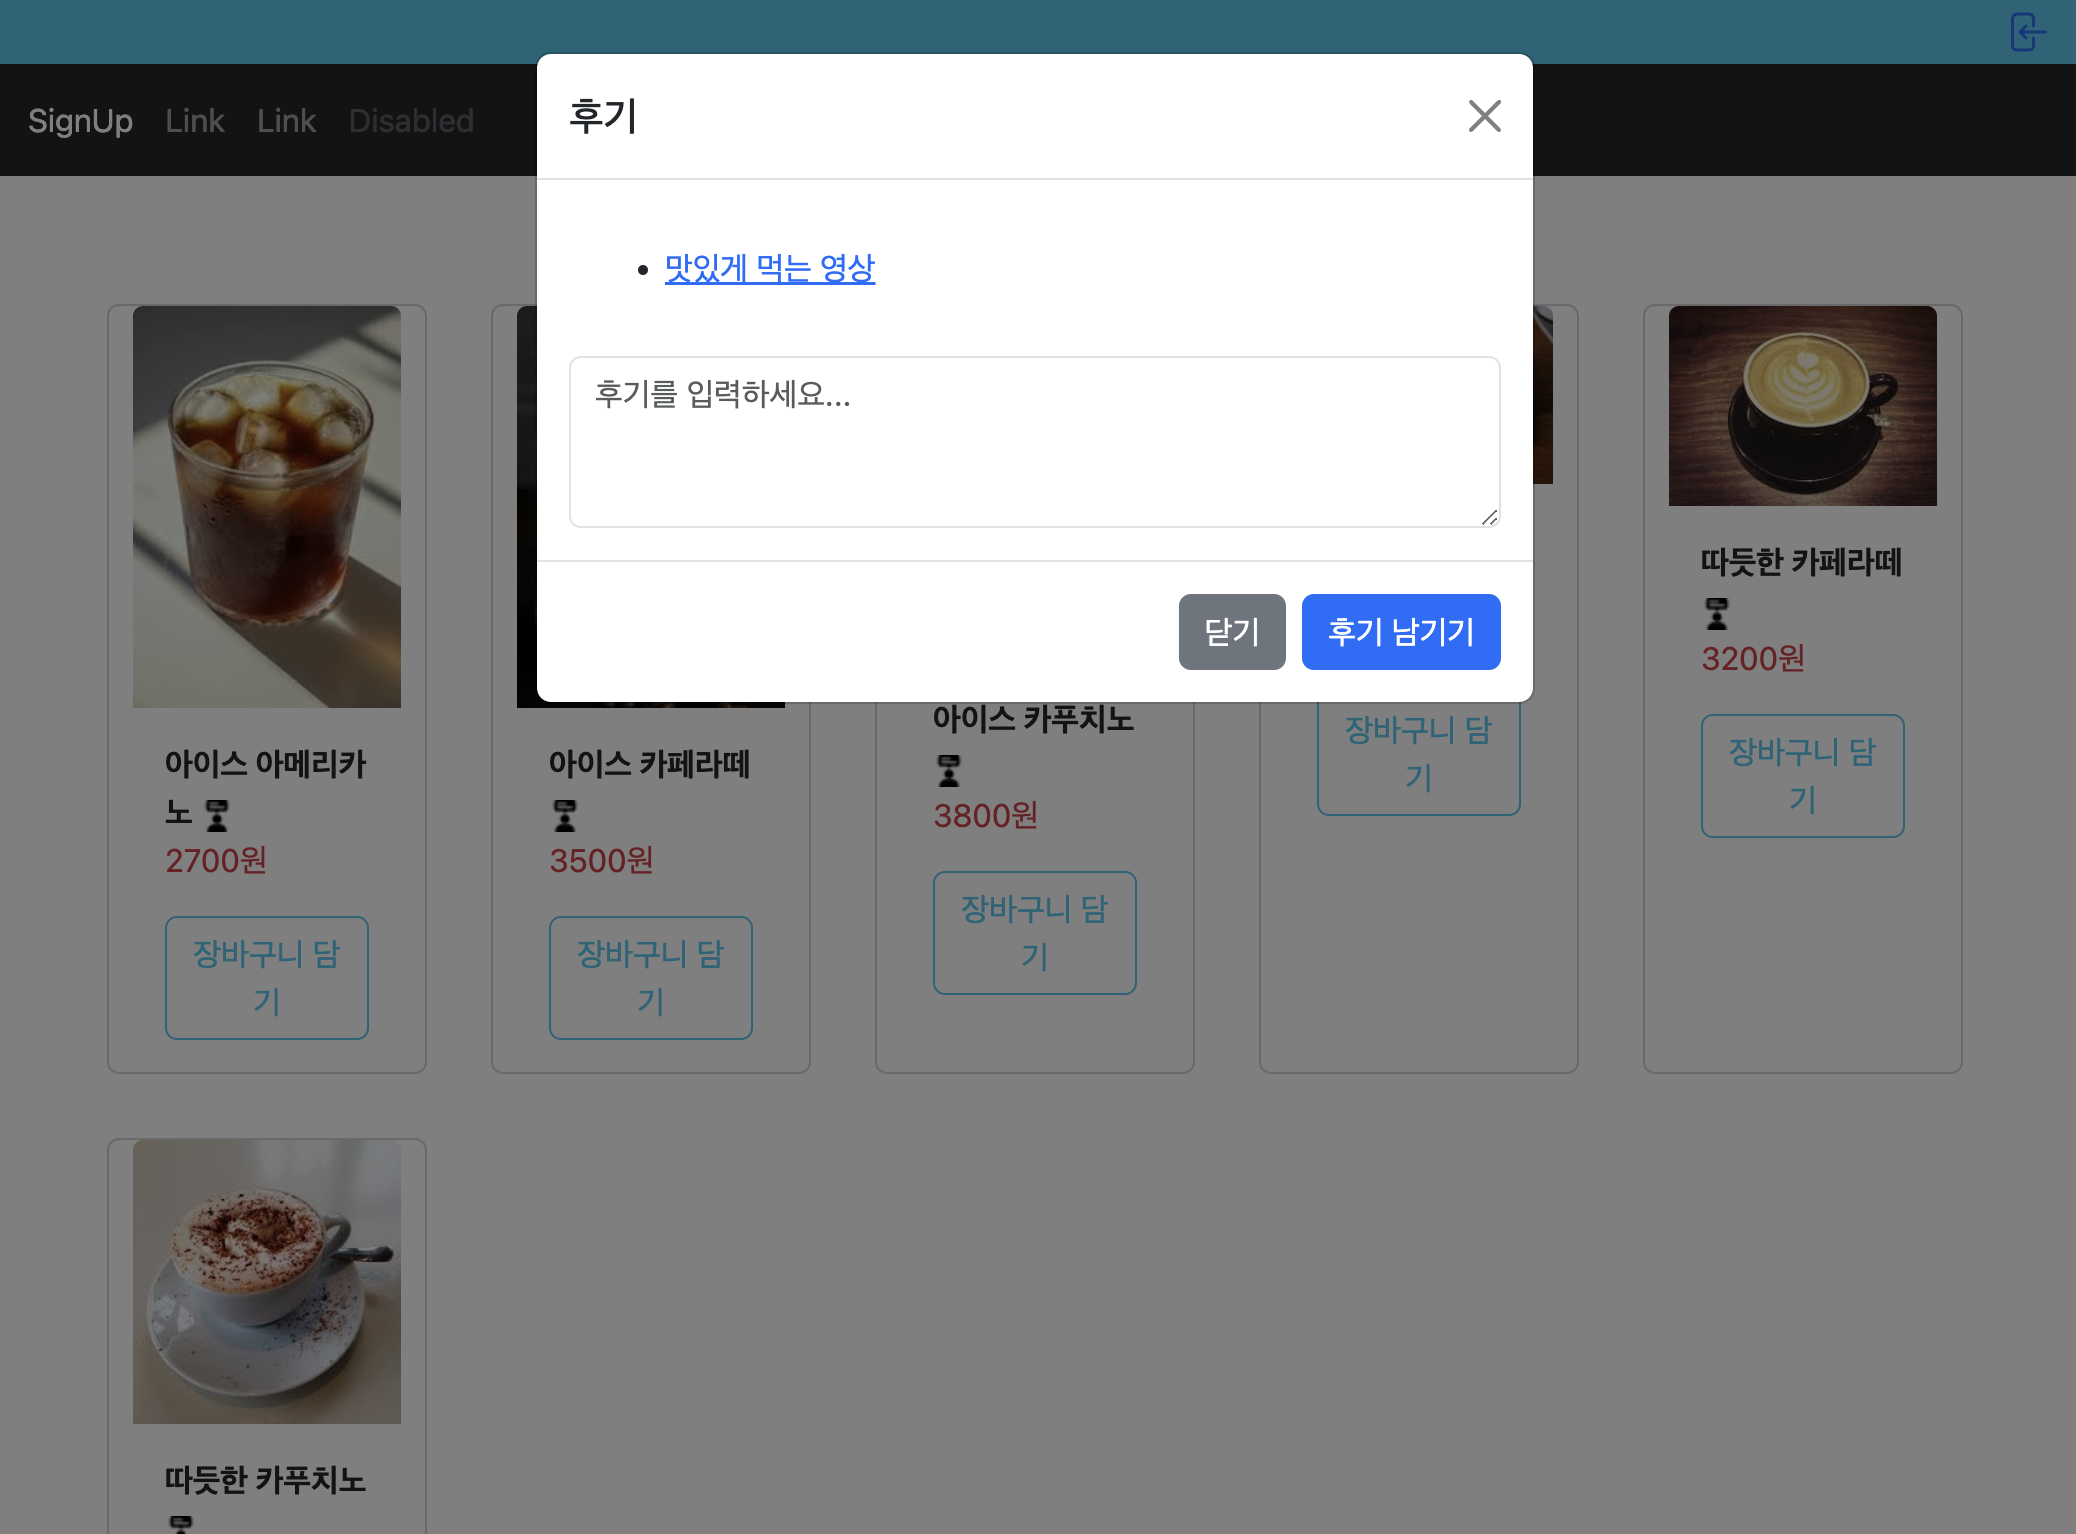 SignUp Link Link Disabled
후기
맛있게 먹는 영상
후기를 입력하세요...
닫기 후기 남기기
아이스 아메리카
노
2700원
장바구니 담
기
아이스 카페라떼
3500원
장바구니 담
기
아이스 카푸치노
3800원
장바구니 담
기
장바구니 담
기
따듯한 카페라떼
3200원
장바구니 담
기
따듯한 카푸치노